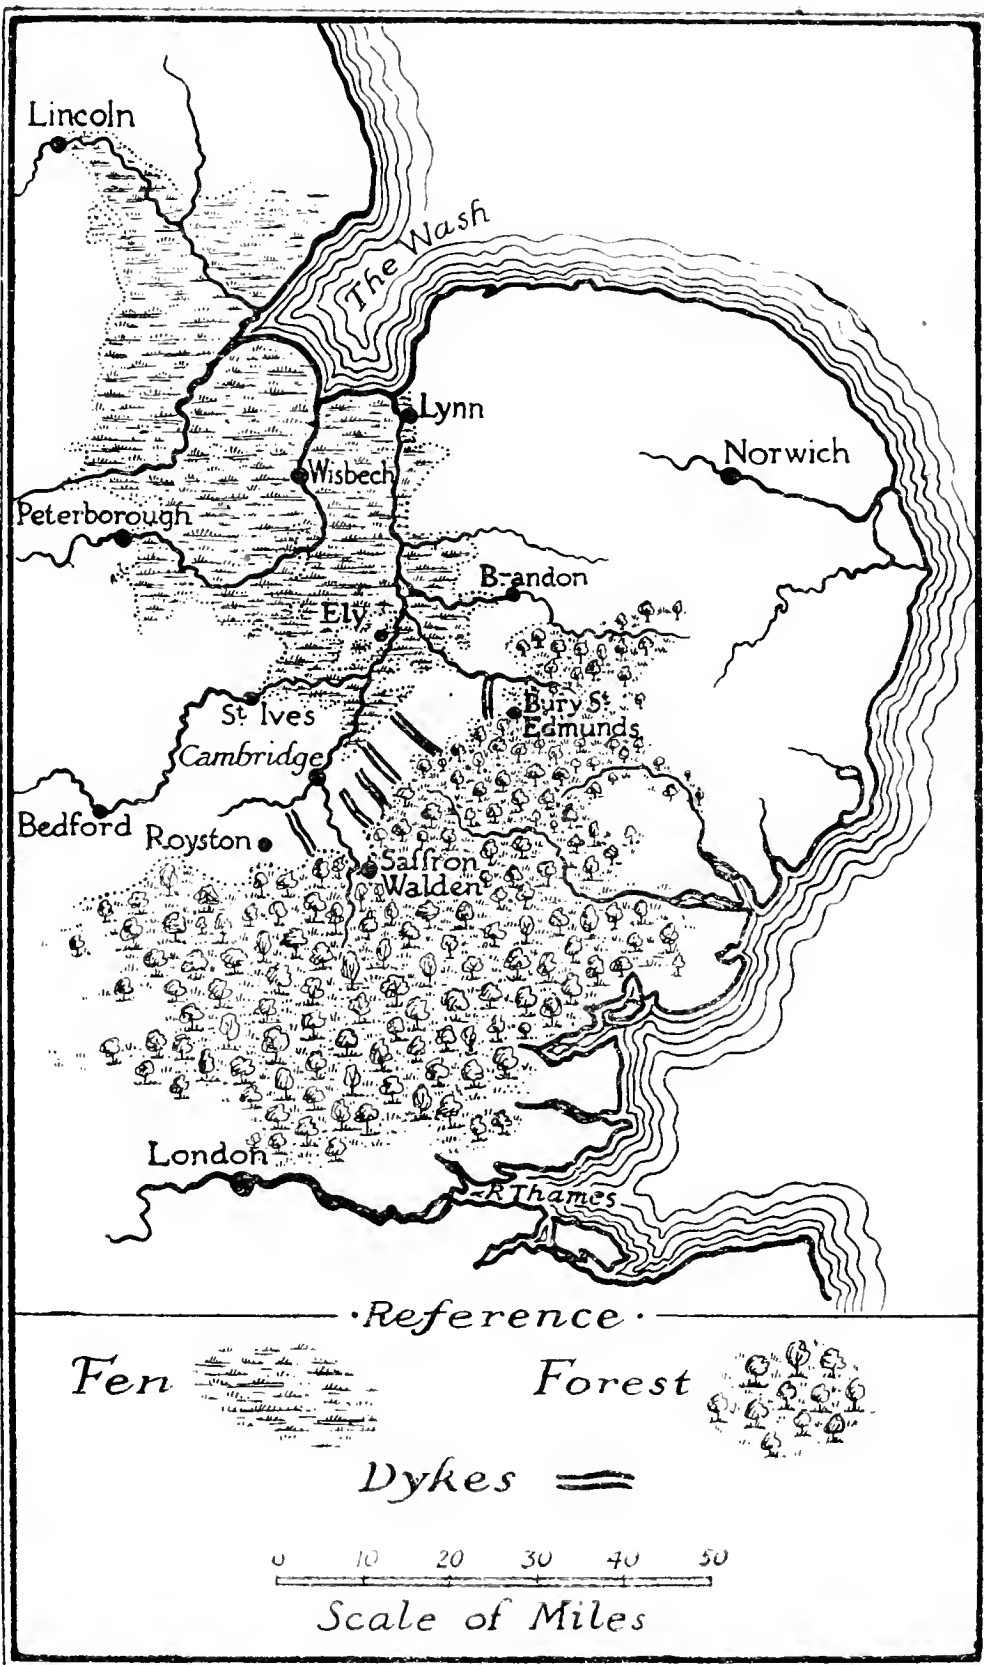 Lincoln
The Wash
Lynn
Norwich
Wisbech
Peterborough
Brandon
Ely
St. Ives
Bury St.
Edmunds
Cambridge
Bedford
Royston
Saffron
Walden
London
R. Thames
·Reference·
Fen
Forest
Dykes
0 10 20 30 40 50
Scale of Miles